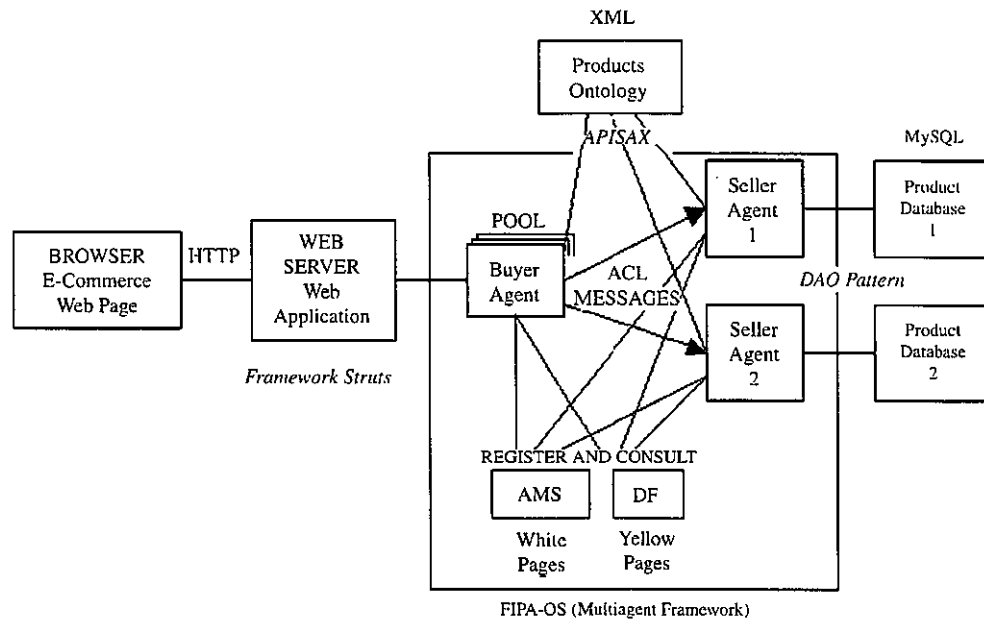 XML
Products
Ontology
APISAX
MySQL
Seller
Agent
1
Product
Database
1
POOL
BROWSER
E-Commerce
Web Page
HTTP
WEB
SERVER
Web
Application
Buyer
Agent
ACL
MESSAGES
DAO Pattern
Framework Struts
Seller
Agent
2
Product
Database
2
REGISTER AND CONSULT
AMS
DF
White
Pages
Yellow
Pages
FIPA-OS (Multiagent Framework)